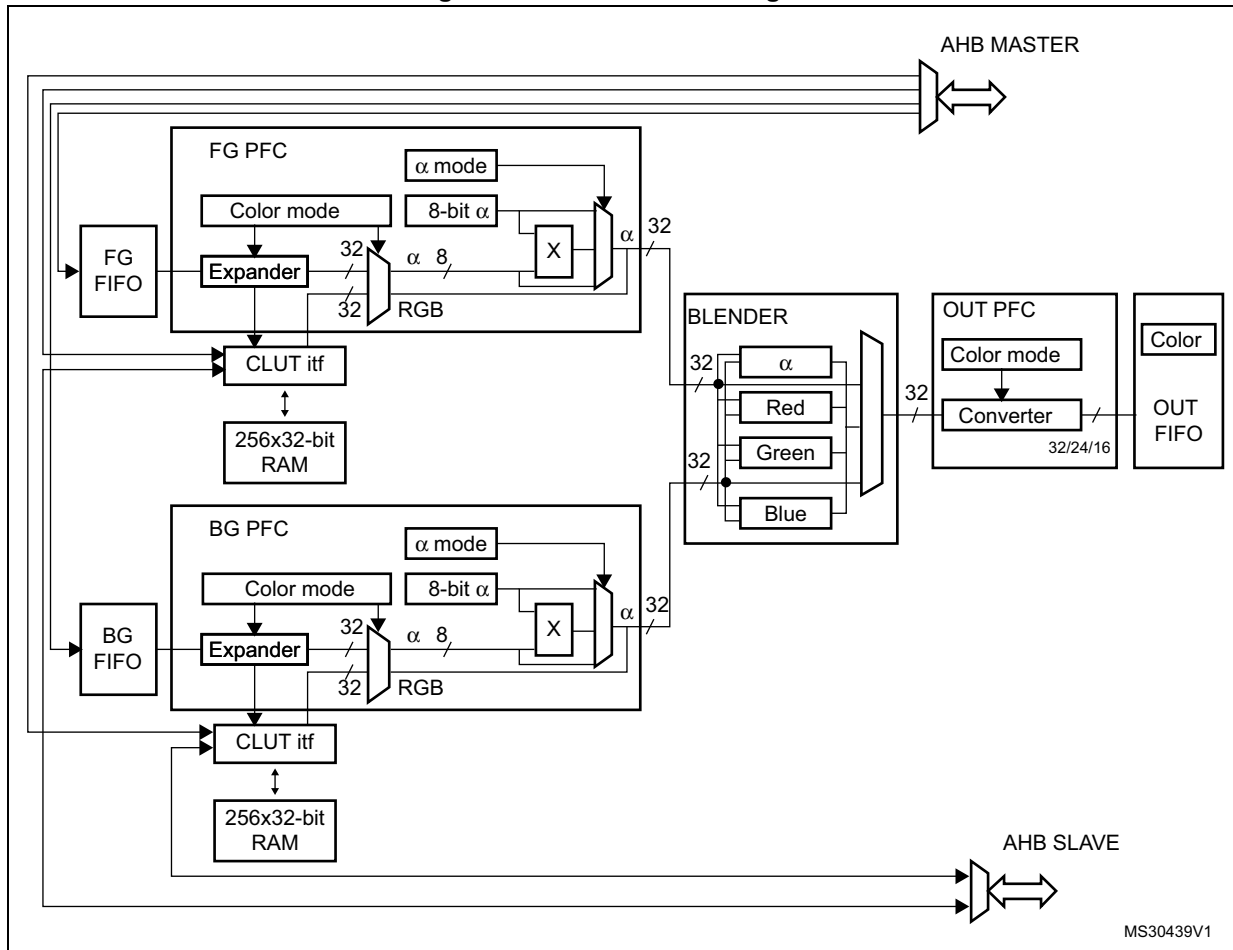 AHB MASTER
FG PFC
α mode
Color mode
8-bit α
FG
FIFO
Expander
32
32
α
8
RGB
X
α
32
CLUT itf
256x32-bit
RAM
BLENDER
32
32
α
Red
Green
Blue
32
OUT PFC
Color mode
Converter
32/24/16
Color
OUT
FIFO
BG PFC
α mode
Color mode
8-bit α
BG
FIFO
Expander
32
32
α
8
RGB
X
α
32
CLUT itf
256x32-bit
RAM
AHB SLAVE
MS30439V1